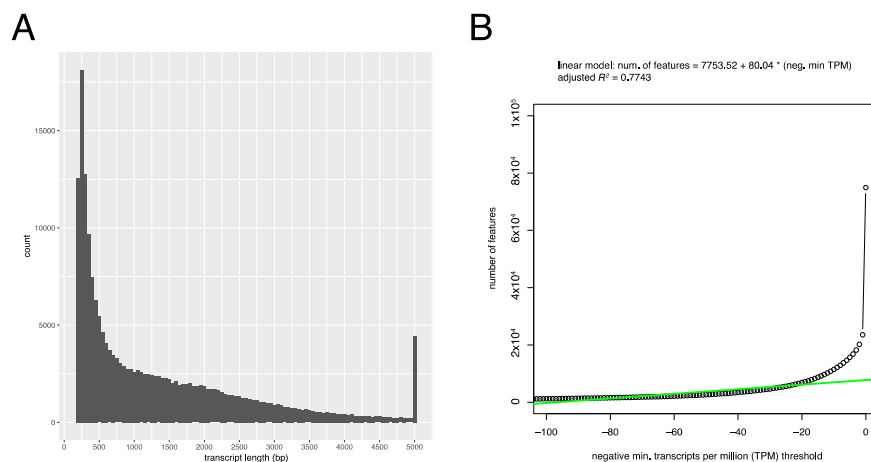 A
count
17500
15000
12500
10000
7500
5000
2500
0
0 500 1000 1500 2000 2500 3000 3500 4000 4500 5000
transcript length (bp)
B
linear model: num. of features = 7753.52 + 80.04 * (neg. min TPM)
adjusted R² = 0.7743
number of features
1x10⁵
8x10⁴
6x10⁴
4x10⁴
2x10⁴
0
−100 −80 −60 −40 −20 0
negative min. transcripts per million (TPM) threshold